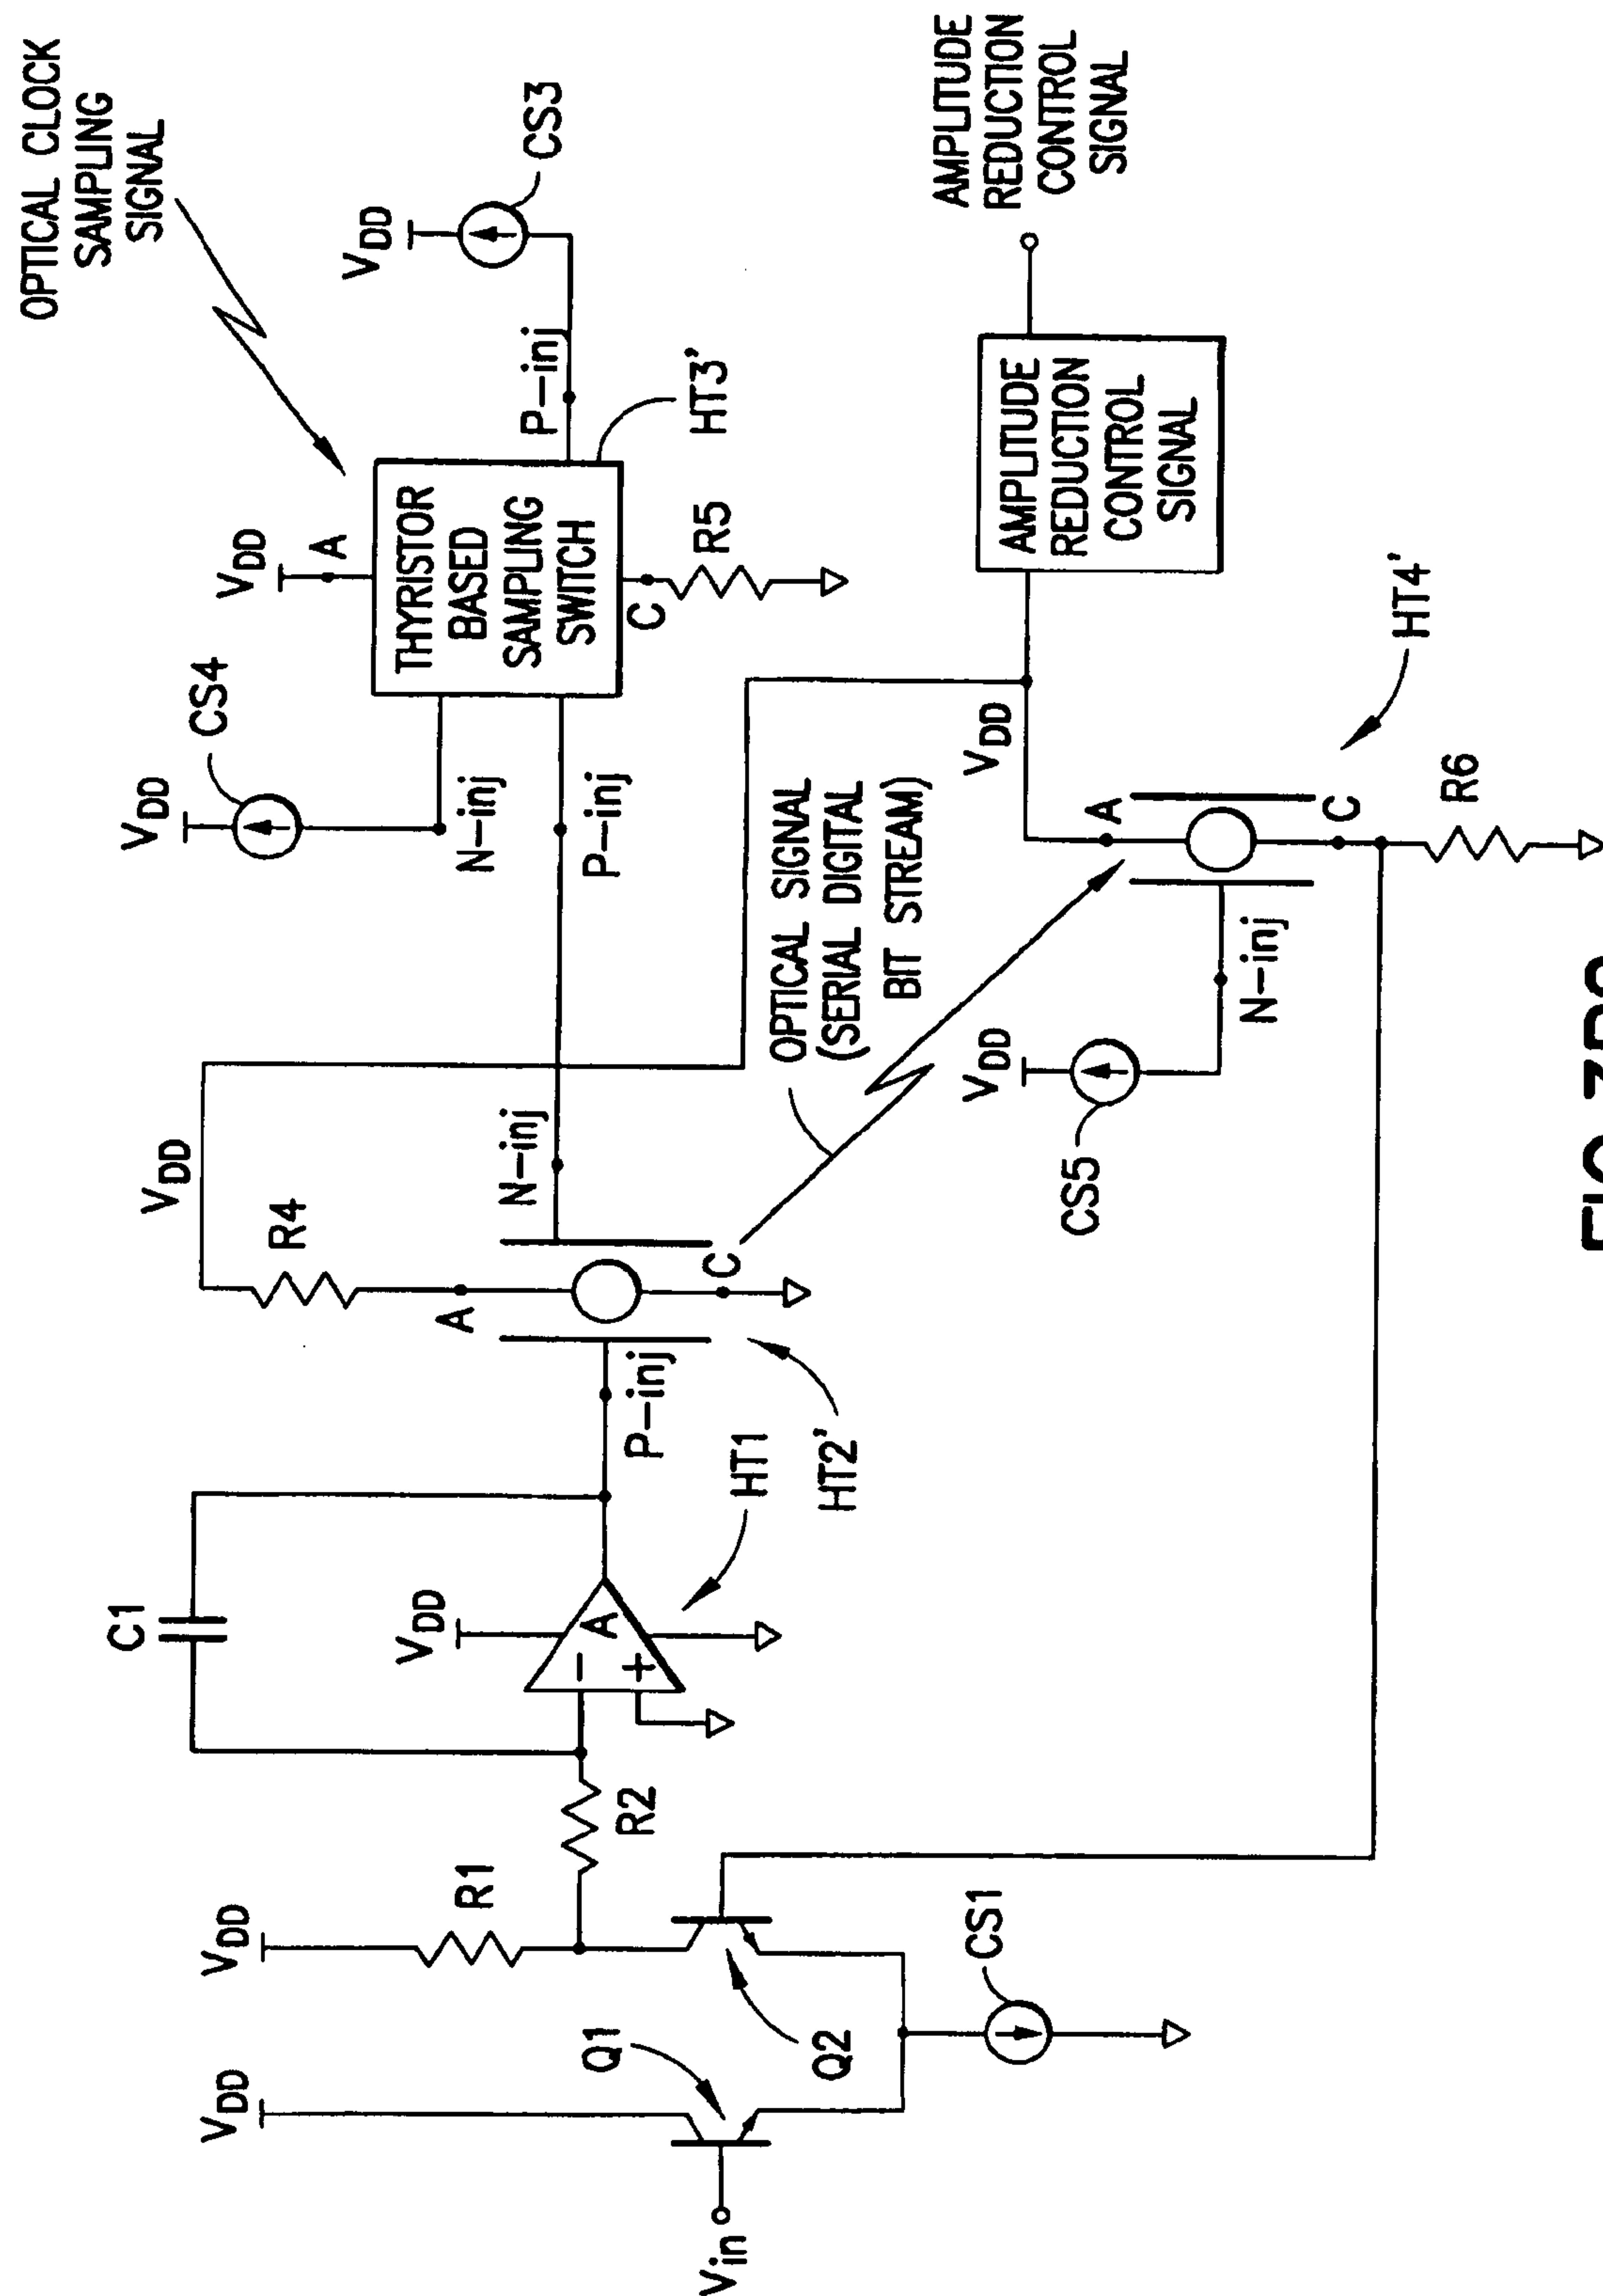 OPTICAL CLOCK
SAMPLING
SIGNAL
VDD
CS4
VDD
A
VDD
CS3
THYRISTOR
BASED
SAMPLING
SWITCH
N-inj
P-inj
P-inj
HT3'
C
R5
VDD
R4
A
N-inj
P-inj
C
HT1
HT2'
C1
VDD
A
-
+
R2
VDD
R1
VDD
Q1
Q2
Vin
CS1
OPTICAL SIGNAL
(SERIAL DIGITAL
BIT STREAM)
VDD
AMPLITUDE
REDUCTION
CONTROL
SIGNAL
AMPLITUDE
REDUCTION
CONTROL
SIGNAL
VDD
CS5
N-inj
A
C
HT4'
R6